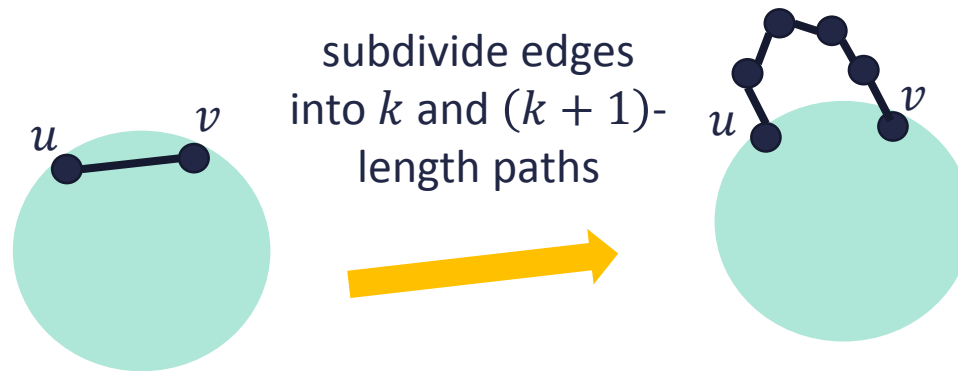 subdivide edges
into k and (k + 1)-
length paths
u
v
u
v